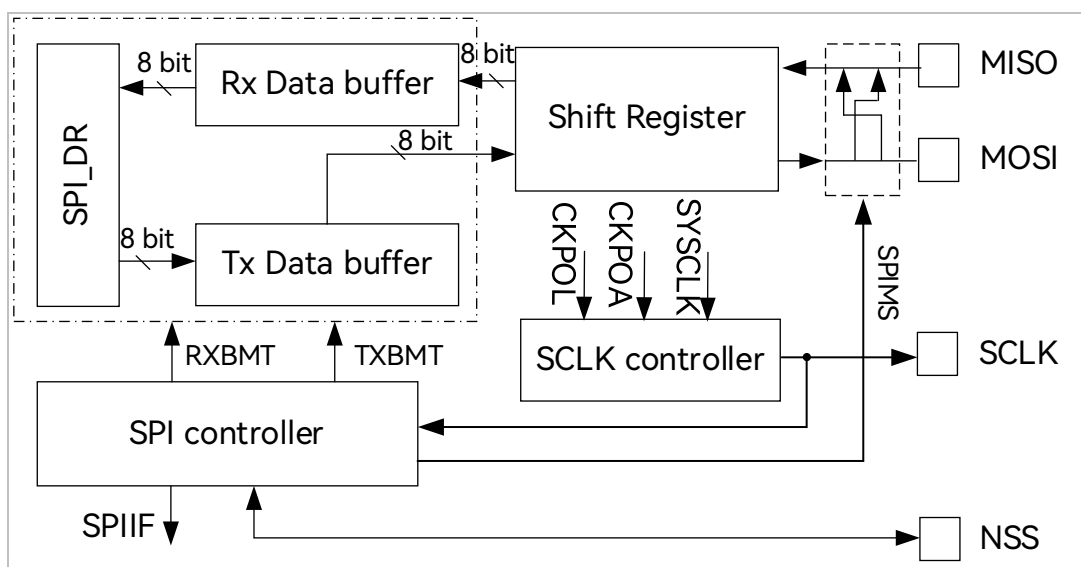 8 bit
Rx Data buffer
8 bit
Shift Register
MISO
SPI_DR
8 bit
MOSI
8 bit
Tx Data buffer
CKPOL
CKPOA
SYSCLK
SPIMS
RXBMT
TXBMT
SCLK controller
SCLK
SPI controller
SPIIF
NSS